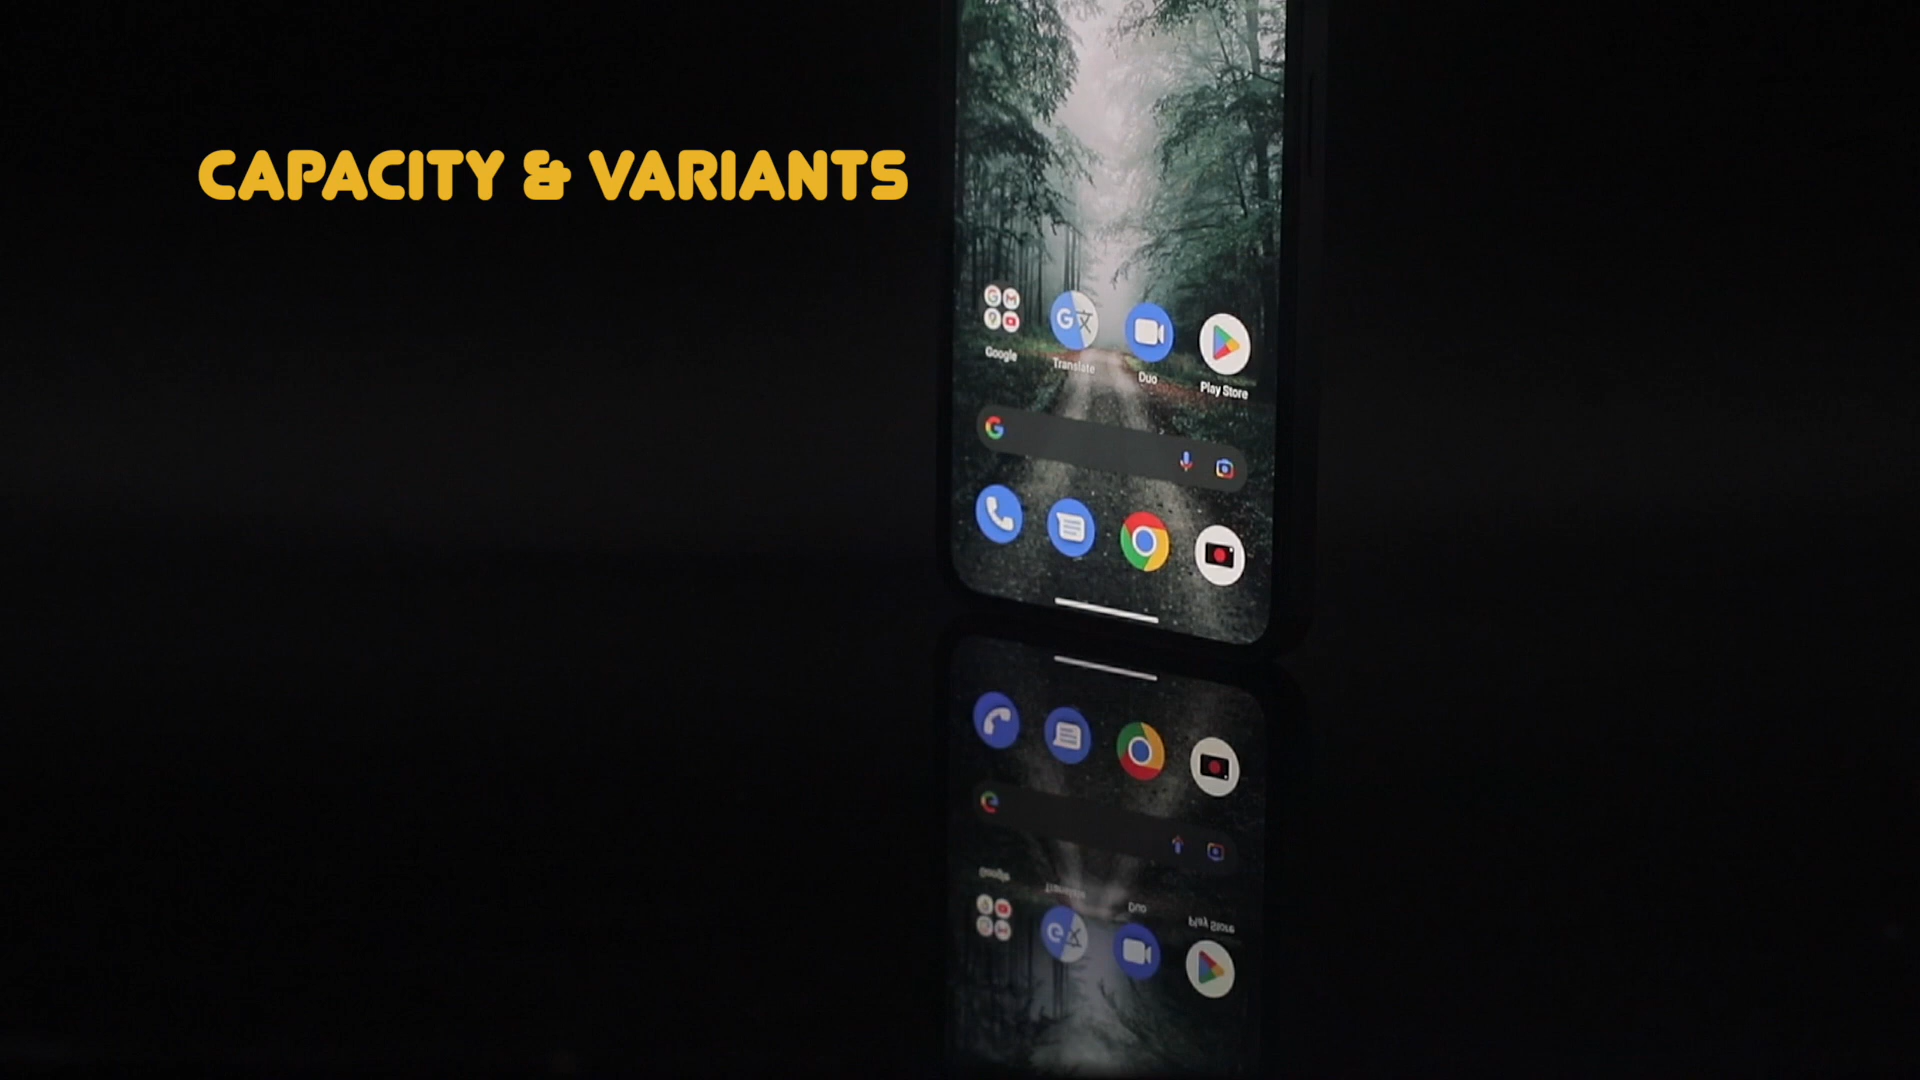 CAPACITY & VARIANTS
Google
Translate
Duo
Play Store